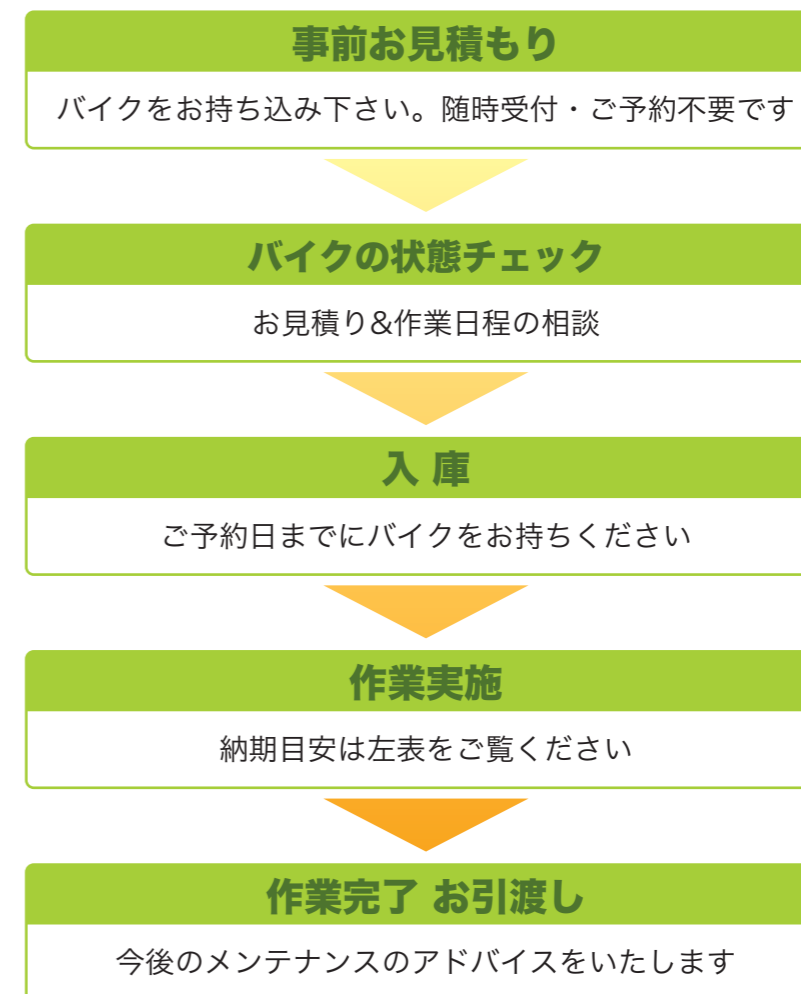 事前お見積もり
バイクをお持ち込み下さい。随時受付・ご予約不要です
バイクの状態チェック
お見積り&作業日程の相談
入 庫
ご予約日までにバイクをお持ちください
作業実施
納期目安は左表をご覧ください
作業完了 お引渡し
今後のメンテナンスのアドバイスをいたします